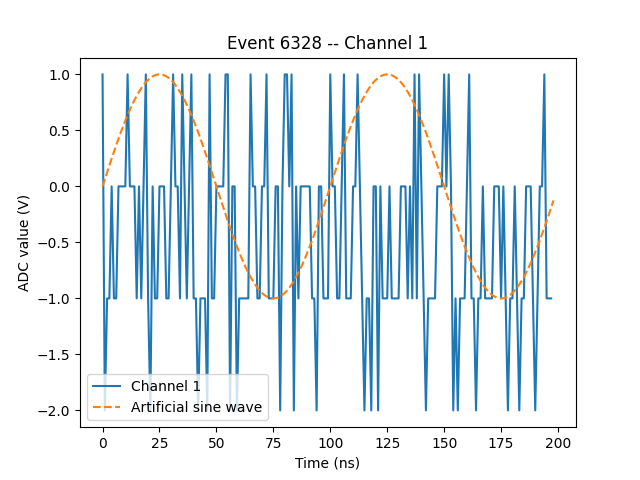 Event 6328 -- Channel 1
ADC value (V)
1.0
0.5
0.0
−0.5
−1.0
−1.5
−2.0
Channel 1
Artificial sine wave
0 25 50 75 100 125 150 175 200
Time (ns)